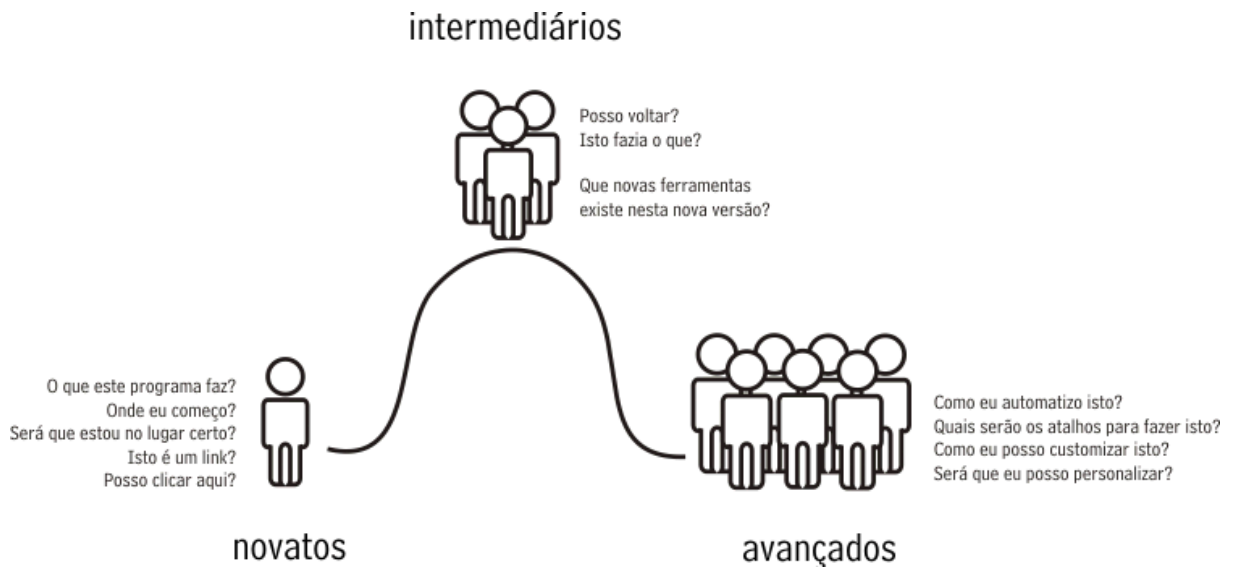 intermediários
Posso voltar?
Isto fazia o que?
Que novas ferramentas
existe nesta nova versão?
O que este programa faz?
Onde eu começo?
Será que estou no lugar certo?
Isto é um link?
Posso clicar aqui?
novatos
Como eu automatizo isto?
Quais serão os atalhos para fazer isto?
Como eu posso customizar isto?
Será que eu posso personalizar?
avançados